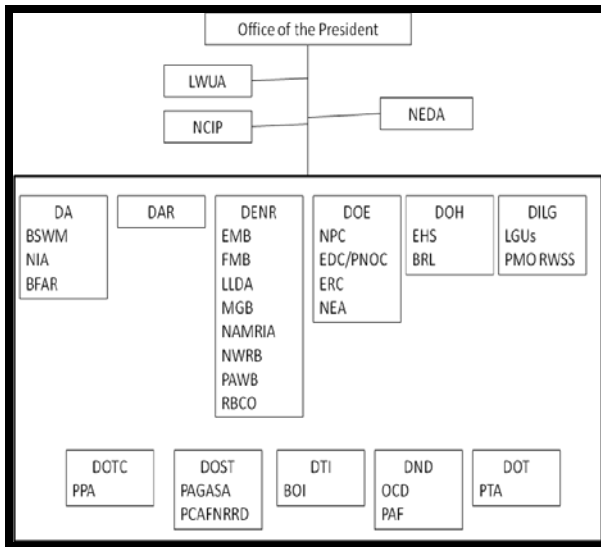 Office of the President
LWUA
NCIP
NEDA
DA
BSWM
NIA
BFAR
DAR
DENR
EMB
FMB
LLDA
MGB
NAMRIA
NWRB
PAWB
RBCO
DOE
NPC
EDC/PNOC
ERC
NEA
DOH
EHS
BRL
DILG
LGUs
PMO RWSS
DOTC
PPA
DOST
PAGASA
PCAFNRRD
DTI
BOI
DND
OCD
PAF
DOT
PTA